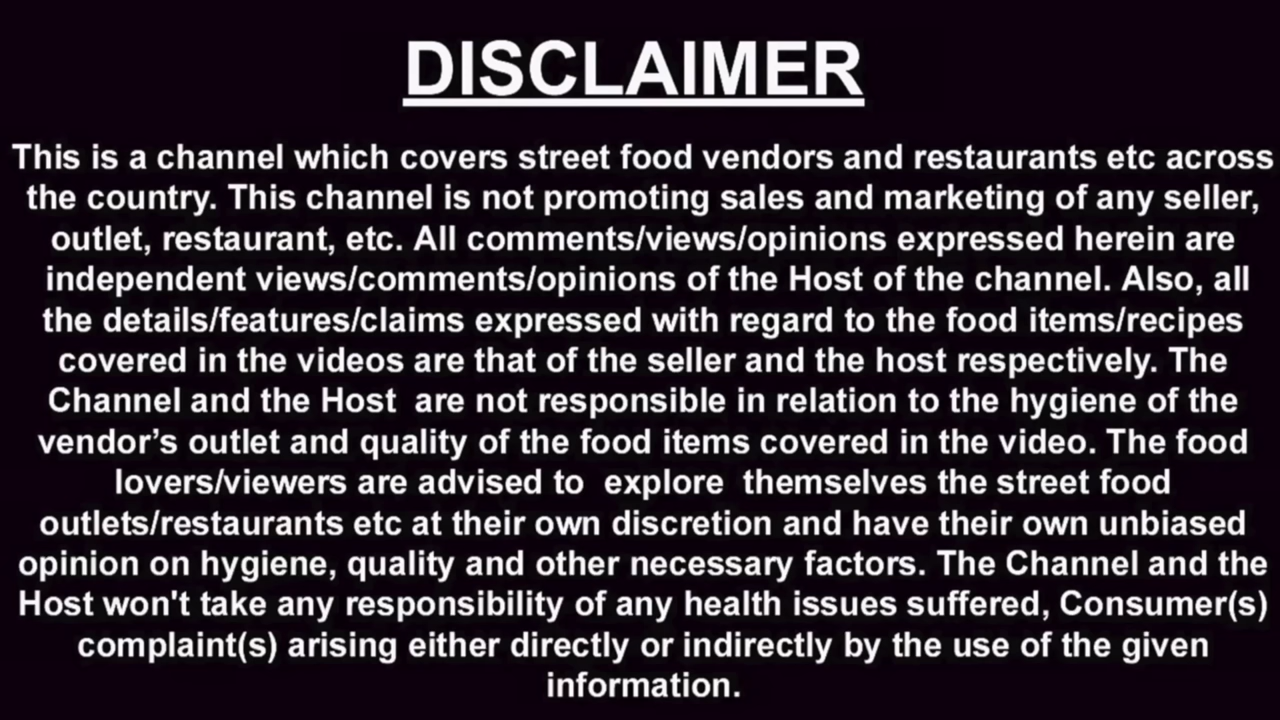 DISCLAIMER
This is a channel which covers street food vendors and restaurants etc across
the country. This channel is not promoting sales and marketing of any seller,
outlet, restaurant, etc. All comments/views/opinions expressed herein are
independent views/comments/opinions of the Host of the channel. Also, all
the details/features/claims expressed with regard to the food items/recipes
covered in the videos are that of the seller and the host respectively. The
Channel and the Host  are not responsible in relation to the hygiene of the
vendor’s outlet and quality of the food items covered in the video. The food
lovers/viewers are advised to  explore  themselves the street food
outlets/restaurants etc at their own discretion and have their own unbiased
opinion on hygiene, quality and other necessary factors. The Channel and the
Host won't take any responsibility of any health issues suffered, Consumer(s)
complaint(s) arising either directly or indirectly by the use of the given
information.